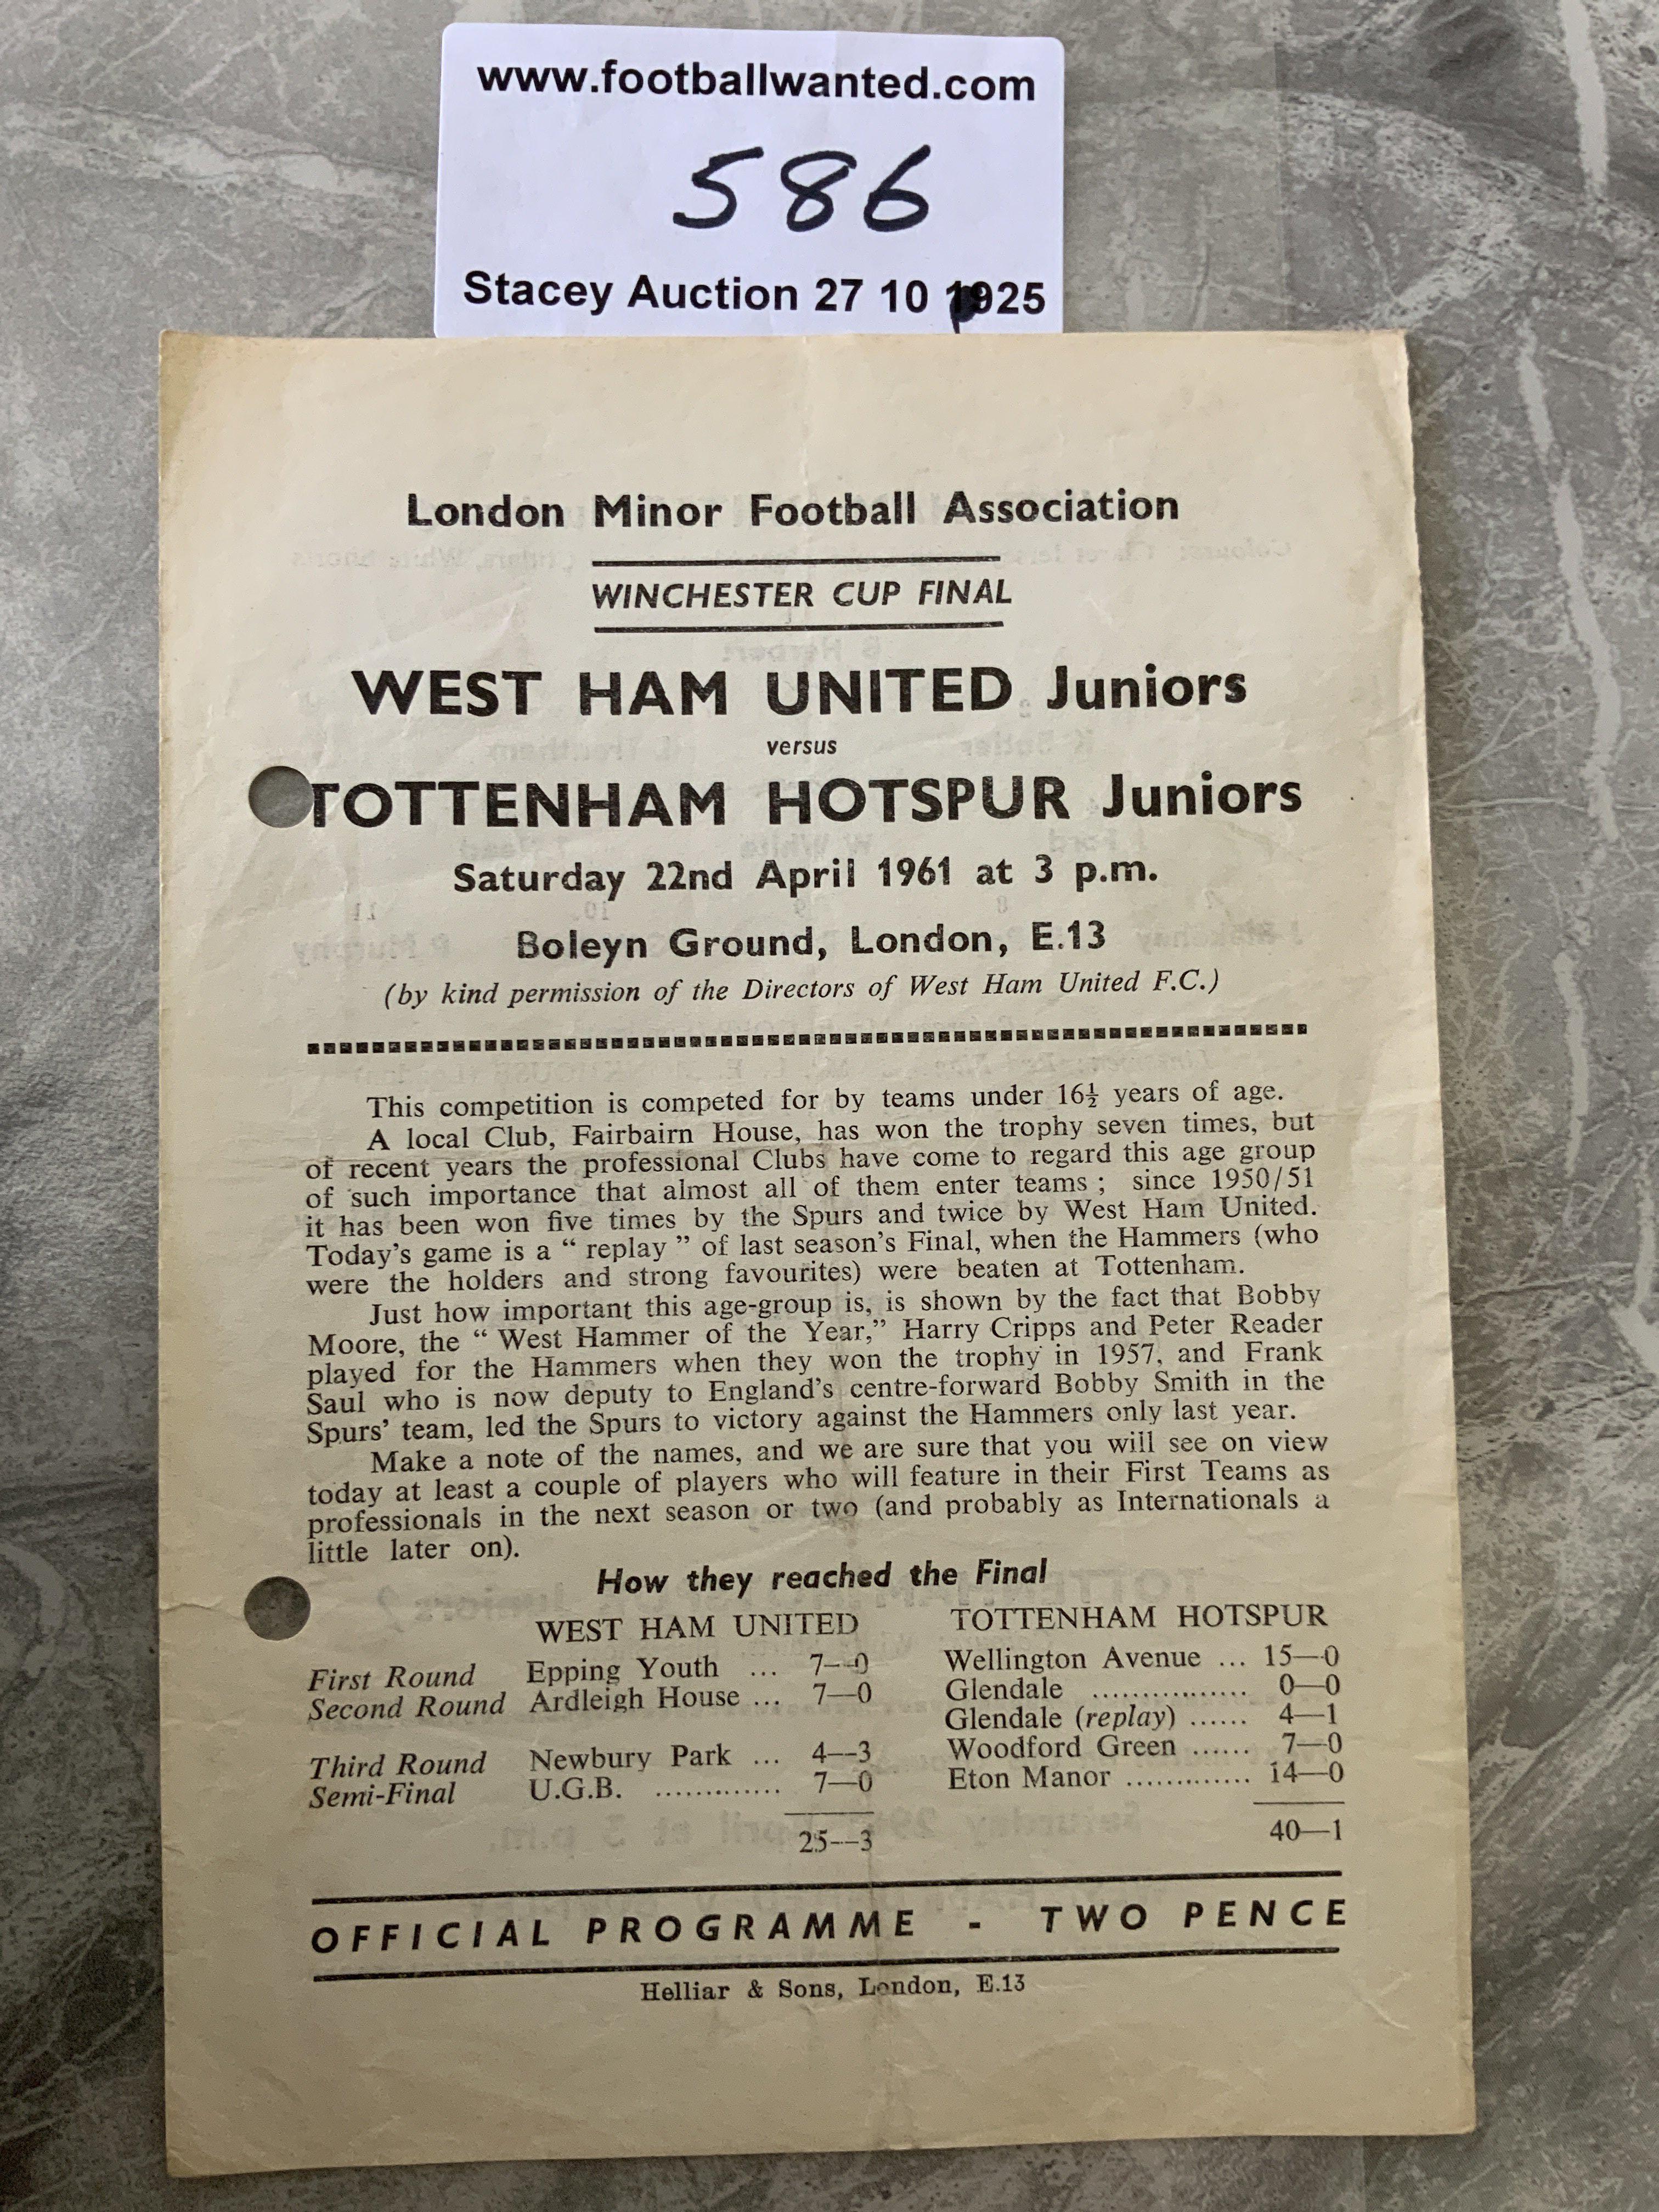 www.footballwanted.com
586
Stacey Auction 27 10 1925
London Minor Football Association
WINCHESTER CUP FINAL
WEST HAM UNITED Juniors
versus
TOTTENHAM HOTSPUR Juniors
Saturday 22nd April 1961 at 3 p.m.
Boleyn Ground, London, E.13
(by kind permission of the Directors of West Ham United F.C.)
This competition is competed for by teams under 16½ years of age.
A local Club, Fairbairn House, has won the trophy seven times, but
of recent years the professional Clubs have come to regard this age group
of such importance that almost all of them enter teams ; since 1950/51
it has been won five times by the Spurs and twice by West Ham United.
Today's game is a " replay " of last season's Final, when the Hammers (who
were the holders and strong favourites) were beaten at Tottenham.
Just how important this age-group is, is shown by the fact that Bobby
Moore, the " West Hammer of the Year," Harry Cripps and Peter Reader
played for the Hammers when they won the trophy in 1957, and Frank
Saul who is now deputy to England's centre-forward Bobby Smith in the
Spurs' team, led the Spurs to victory against the Hammers only last year.
Make a note of the names, and we are sure that you will see on view
today at least a couple of players who will feature in their First Teams as
professionals in the next season or two (and probably as Internationals a
little later on).
How they reached the Final
WEST HAM UNITED TOTTENHAM HOTSPUR
First Round Epping Youth ... 7—0 Wellington Avenue ... 15—0
Second Round Ardleigh House ... 7—0 Glendale ................ 0—0
Glendale (replay) ...... 4—1
Third Round Newbury Park ... 4—3 Woodford Green ...... 7—0
Semi-Final U.G.B. ............. 7—0 Eton Manor ............. 14—0
25—3 40—1
OFFICIAL PROGRAMME - TWO PENCE
Helliar & Sons, London, E.13